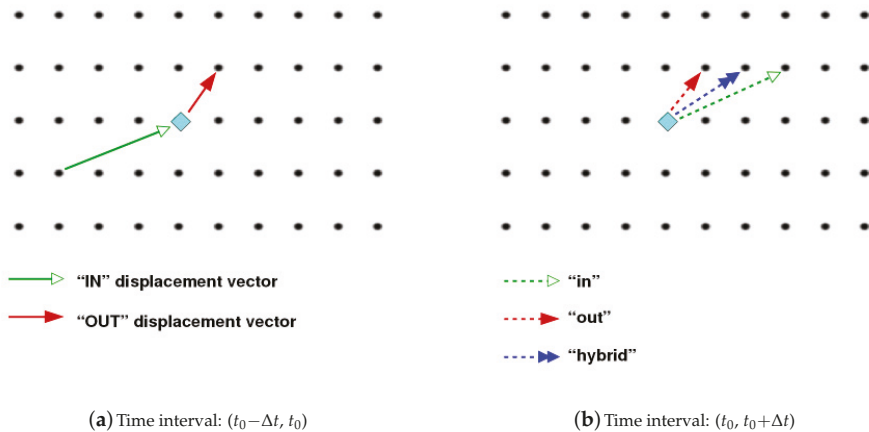 “IN” displacement vector
“OUT” displacement vector
(a) Time interval: (t₀−Δt, t₀)
“in”
“out”
“hybrid”
(b) Time interval: (t₀, t₀+Δt)